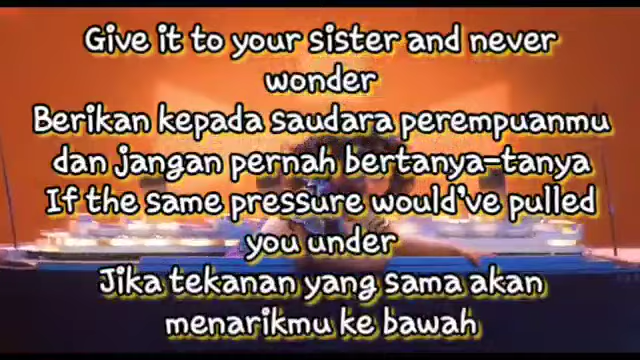 Give it to your sister and never
wonder
Berikan kepada saudara perempuanmu
dan jangan pernah bertanya-tanya
If the same pressure would've pulled
you under
Jika tekanan yang sama akan
menarikmu ke bawah